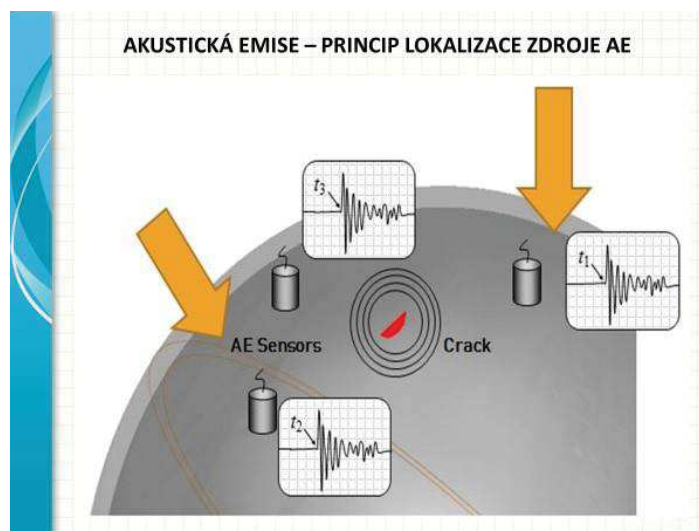 AKUSTICKÁ EMISE – PRINCIP LOKALIZACE ZDROJE AE
t3
t1
AE Sensors
Crack
t2